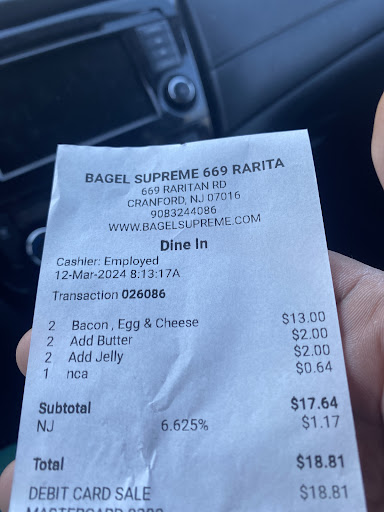 BAGEL SUPREME 669 RARITA
669 RARITAN RD
CRANFORD, NJ 07016
9083244086
WWW.BAGELSUPREME.COM
Dine In
Cashier: Employed
12-Mar-2024 8:13:17A
Transaction 026086
2 Bacon , Egg & Cheese $13.00
2 Add Butter $2.00
2 Add Jelly $2.00
1 nca $0.64
Subtotal $17.64
NJ 6.625% $1.17
Total $18.81
DEBIT CARD SALE $18.81